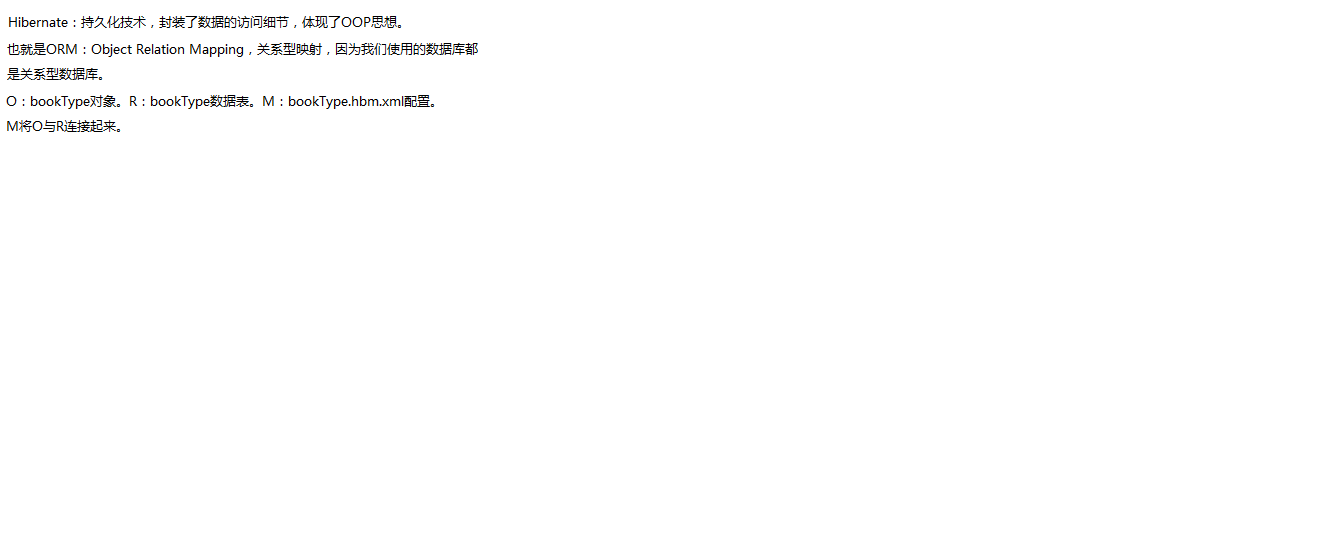 Hibernate：持久化技术，封装了数据的访问细节，体现了OOP思想。
也就是ORM：Object Relation Mapping，关系型映射，因为我们使用的数据库都
是关系型数据库。
O：bookType对象。R：bookType数据表。M：bookType.hbm.xml配置。
M将O与R连接起来。